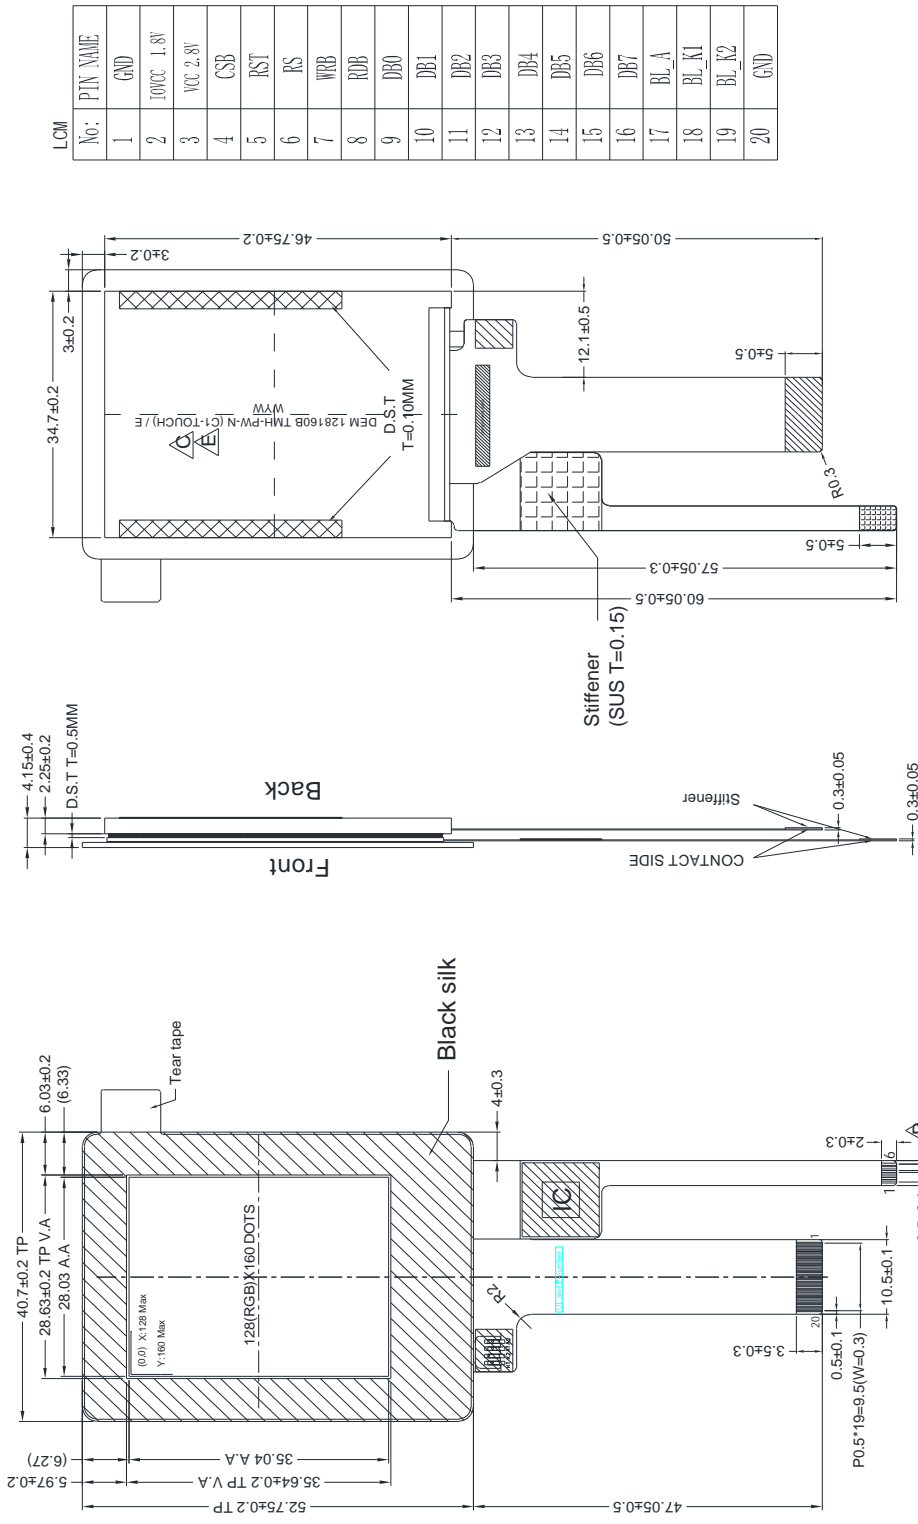 LCM
No: PIN NAME
1 GND
2 IOVCC 1.8V
3 VCC 2.8V
4 CSB
5 RST
6 RS
7 WRB
8 RDB
9 DB0
10 DB1
11 DB2
12 DB3
13 DB4
14 DB5
15 DB6
16 DB7
17 BL_A
18 BL_K1
19 BL_K2
20 GND
34.7±0.2
3±0.2
3±0.2
46.75±0.2
50.05±0.5
C
E
DEM 128160B TMH-PW-N (C1-TOUCH) / E
WYW
D.S.T
T=0.10MM
12.1±0.5
5±0.5
R0.3
5±0.5
57.05±0.3
60.05±0.5
Stiffener
(SUS T=0.15)
4.15±0.4
2.25±0.2
D.S.T T=0.5MM
Back
Front
Stiffener
CONTACT SIDE
0.3±0.05
0.3±0.05
40.7±0.2 TP
28.63±0.2 TP V.A
28.03 A.A
6.03±0.2
(6.33)
Tear tape
Black silk
4±0.3
(0,0) X:128 Max
Y:160 Max
128(RGB)X160 DOTS
5.97±0.2
(6.27)
35.04 A.A
35.64±0.2 TP V.A
52.75±0.2 TP
47.05±0.5
IC
R2
2±0.3
1 6
20 1
3.5±0.3
0.5±0.1
P0.5*19=9.5(W=0.3)
10.5±0.1